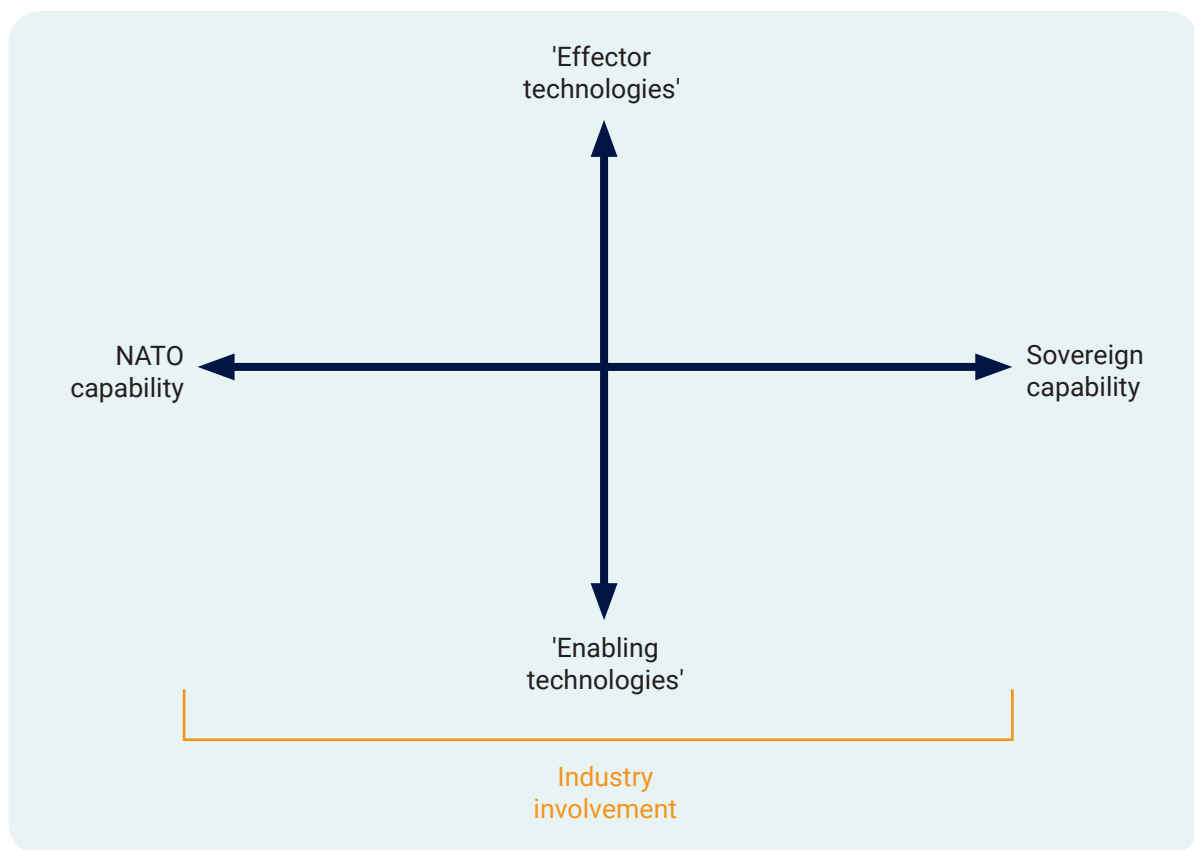 'Effector
technologies'
NATO
capability
Sovereign
capability
'Enabling
technologies'
Industry
involvement